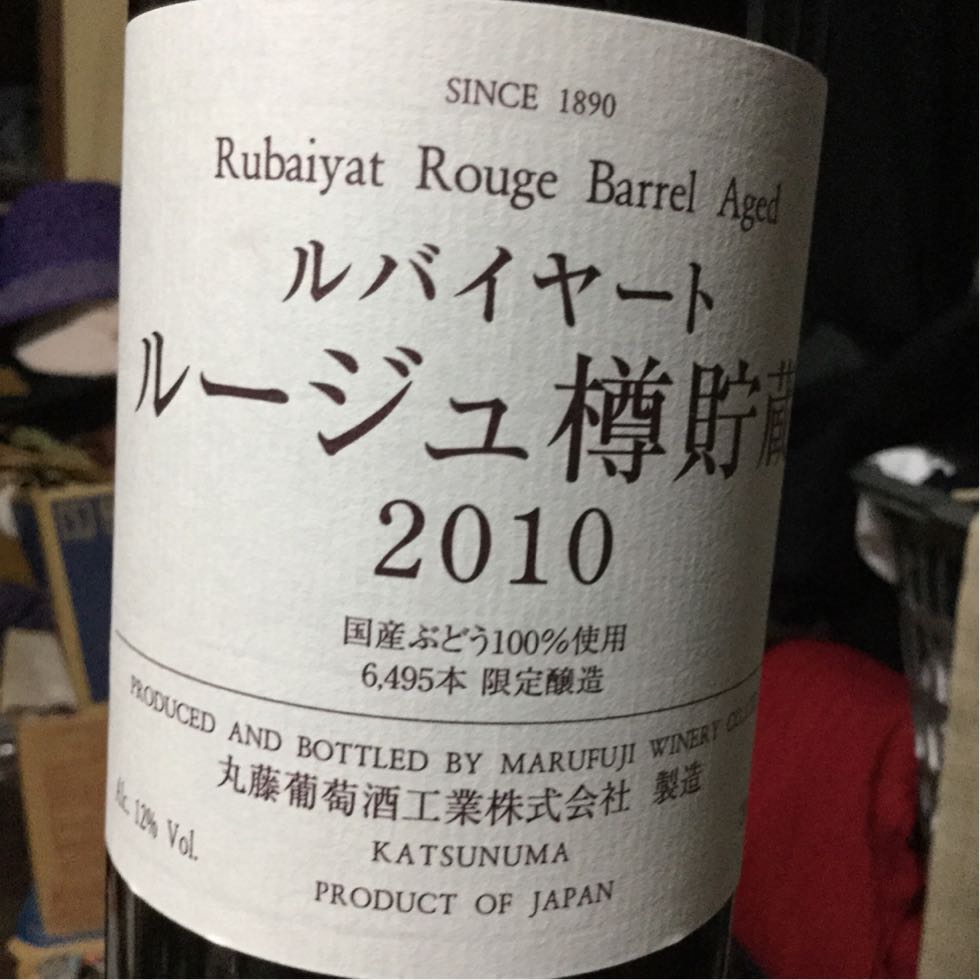 SINCE 1890
Rubaiyat Rouge Barrel Aged
ルバイヤート
ルージュ樽貯蔵
2010
国産ぶどう100%使用
6,495本 限定醸造
PRODUCED AND BOTTLED BY MARUFUJI WINERY CO.,
丸藤葡萄酒工業株式会社 製造
Alc. 12% Vol.
KATSUNUMA
PRODUCT OF JAPAN